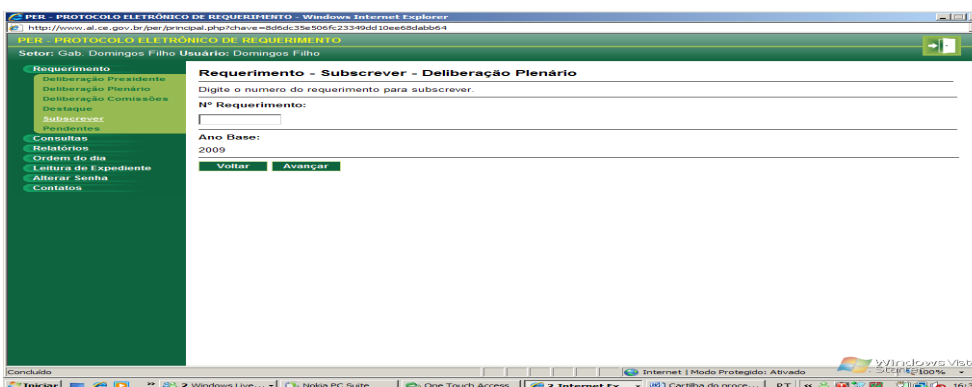 PER - PROTOCOLO ELETRÔNICO DE REQUERIMENTO - Windows Internet Explorer
http://www.al.ce.gov.br/per/principal.php?chave=8d6dc35e506fc23349dd10ee68dabb64
PER - PROTOCOLO ELETRÔNICO DE REQUERIMENTO
Setor: Gab. Domingos Filho Usuário: Domingos Filho
Requerimento
Deliberação Presidente
Deliberação Plenário
Deliberação Comissões
Destaque
Subscrever
Pendentes
Consultas
Relatórios
Ordem do dia
Leitura de Expediente
Alterar Senha
Contatos
Requerimento - Subscrever - Deliberação Plenário
Digite o numero do requerimento para subscrever.
Nº Requerimento:
Ano Base:
2009
Voltar Avançar
Windows Vista
Concluído Internet | Modo Protegido: Ativado 100%
Iniciar 2 Windows Live... Nokia PC Suite One Touch Access 2 Internet Ex... Cartilha do proce... PT